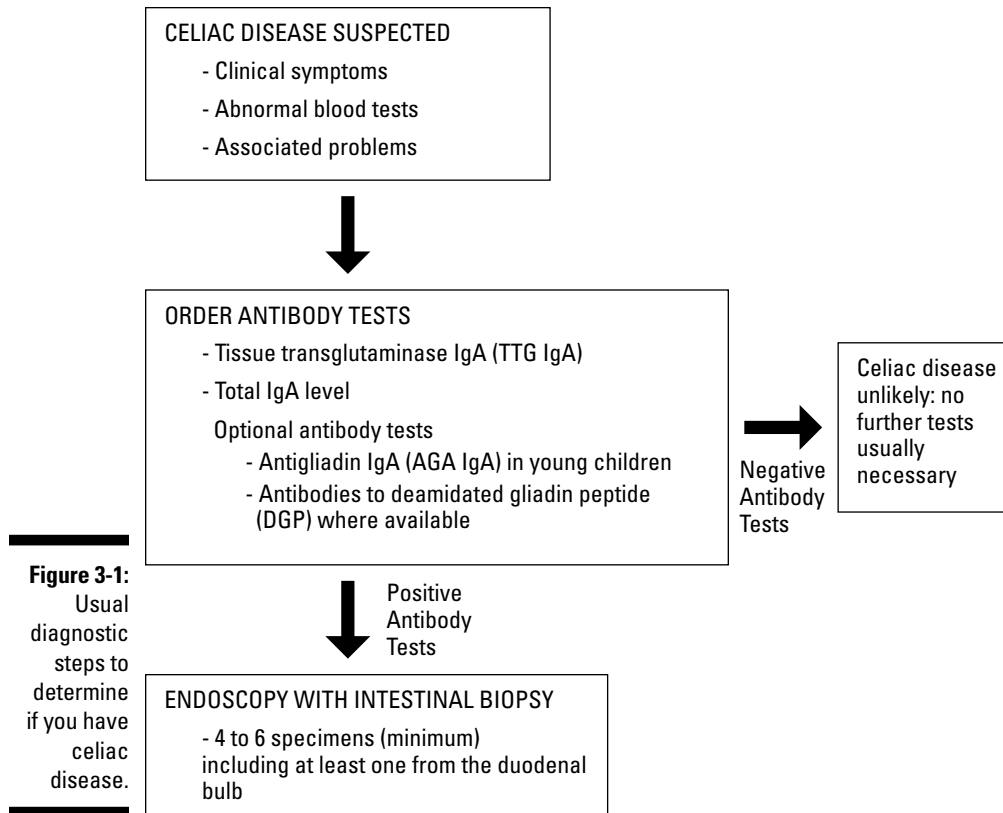 CELIAC DISEASE SUSPECTED
- Clinical symptoms
- Abnormal blood tests
- Associated problems
ORDER ANTIBODY TESTS
- Tissue transglutaminase IgA (TTG IgA)
- Total IgA level
Optional antibody tests
- Antigliadin IgA (AGA IgA) in young children
- Antibodies to deamidated gliadin peptide
(DGP) where available
Negative
Antibody
Tests
Celiac disease
unlikely: no
further tests
usually
necessary
Positive
Antibody
Tests
ENDOSCOPY WITH INTESTINAL BIOPSY
- 4 to 6 specimens (minimum)
including at least one from the duodenal
bulb
Figure 3-1:
Usual
diagnostic
steps to
determine
if you have
celiac
disease.